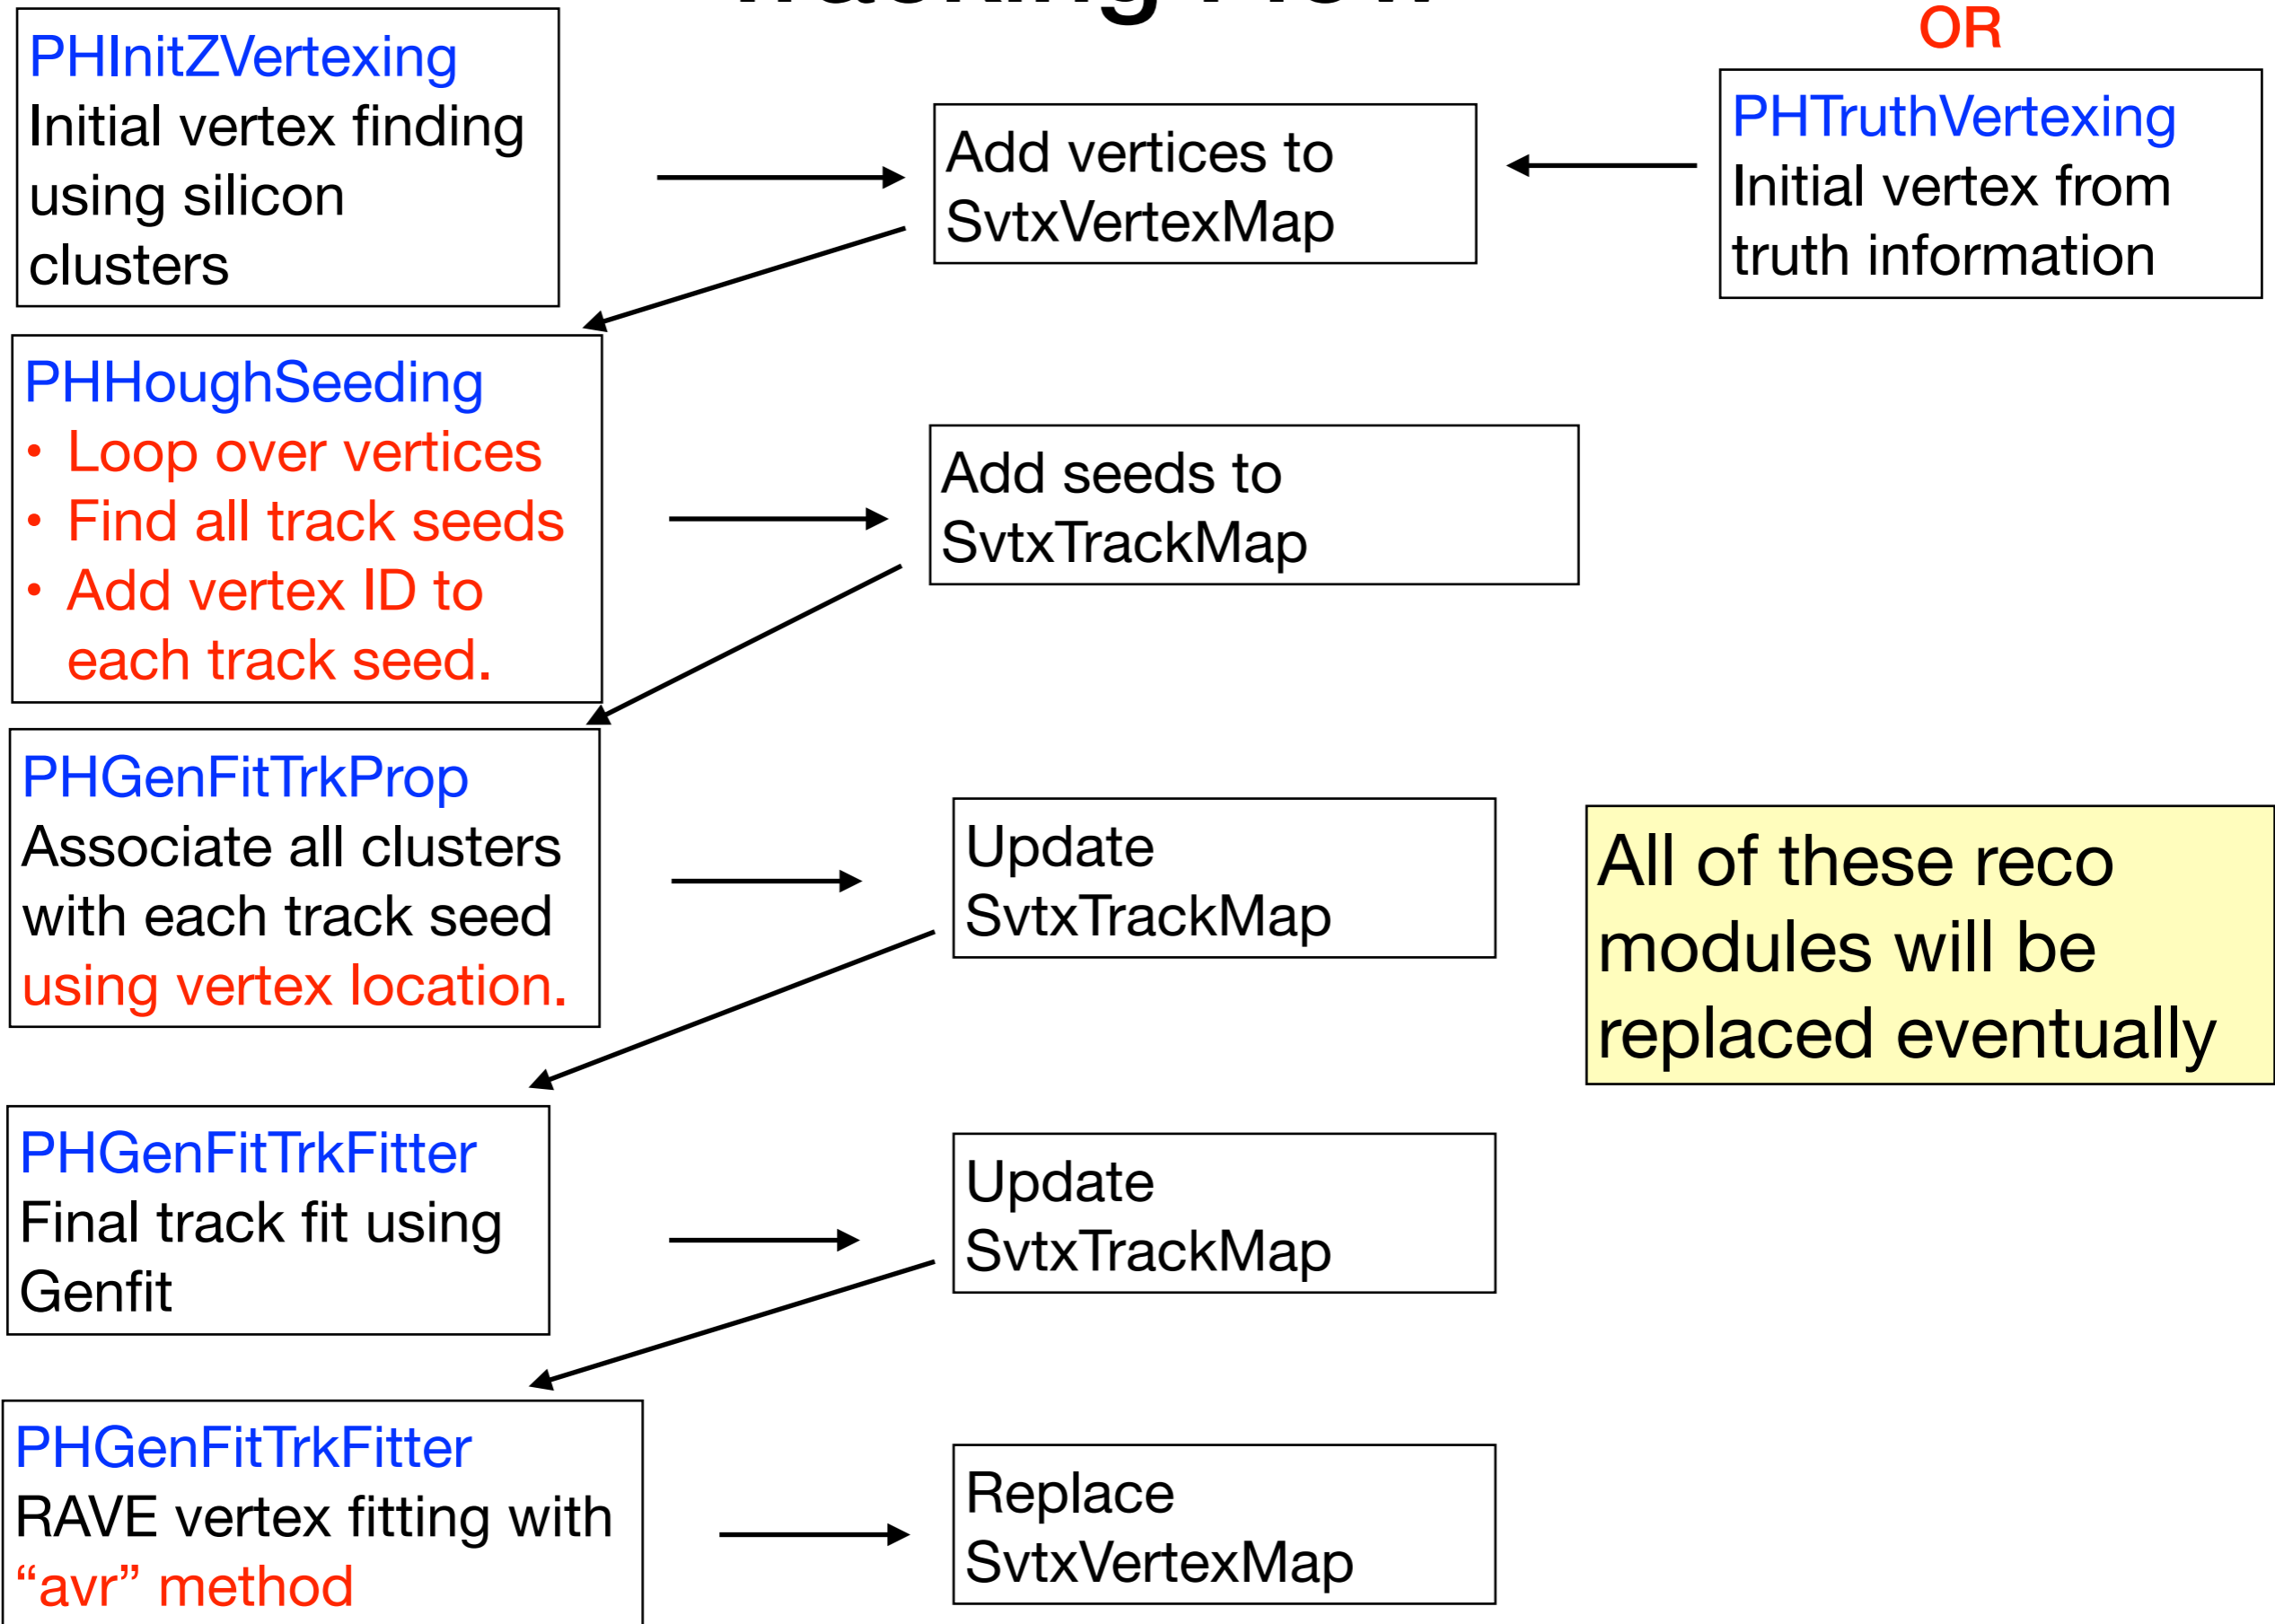 Tracking Flow
OR
PHInitZVertexing
Initial vertex finding
using silicon
clusters
Add vertices to
SvtxVertexMap
PHTruthVertexing
Initial vertex from
truth information
PHHoughSeeding
• Loop over vertices
• Find all track seeds
• Add vertex ID to
each track seed.
Add seeds to
SvtxTrackMap
PHGenFitTrkProp
Associate all clusters
with each track seed
using vertex location.
Update
SvtxTrackMap
All of these reco
modules will be
replaced eventually
PHGenFitTrkFitter
Final track fit using
Genfit
Update
SvtxTrackMap
PHGenFitTrkFitter
RAVE vertex fitting with
“avr” method
Replace
SvtxVertexMap